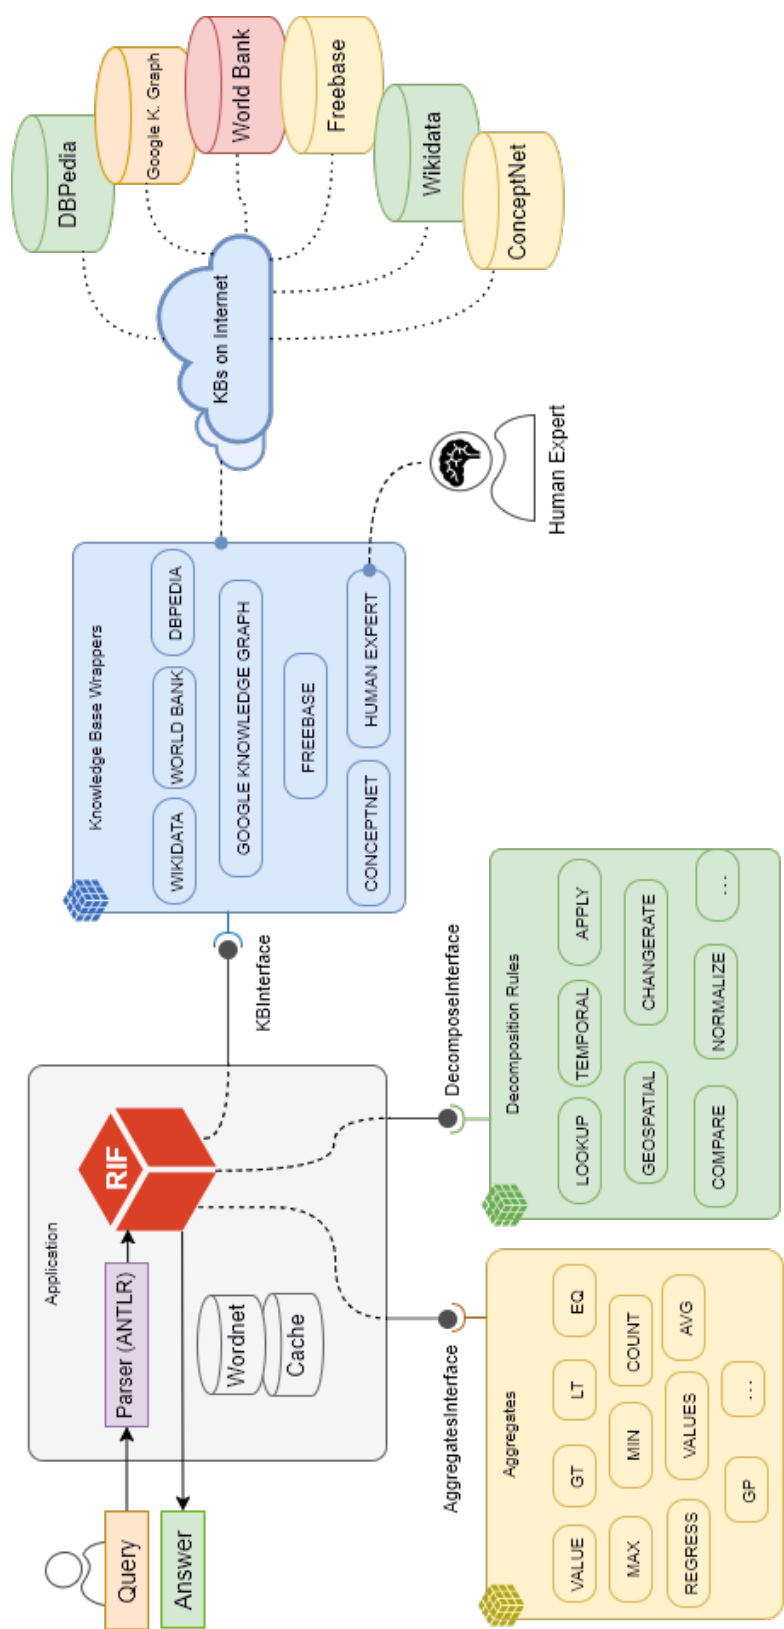 Query
Answer
Application
Parser (ANTLR)
RIF
Wordnet
Cache
KBInterface
DecomposeInterface
AggregatesInterface
Knowledge Base Wrappers
WIKIDATA
WORLD BANK
DBPEDIA
GOOGLE KNOWLEDGE GRAPH
FREEBASE
CONCEPTNET
HUMAN EXPERT
KBs on Internet
DBPedia
Google K. Graph
World Bank
Freebase
Wikidata
ConceptNet
Human Expert
Aggregates
VALUE
GT
LT
EQ
MAX
MIN
COUNT
REGRESS
VALUES
AVG
GP
...
Decomposition Rules
LOOKUP
TEMPORAL
APPLY
GEOSPATIAL
CHANGERATE
COMPARE
NORMALIZE
...